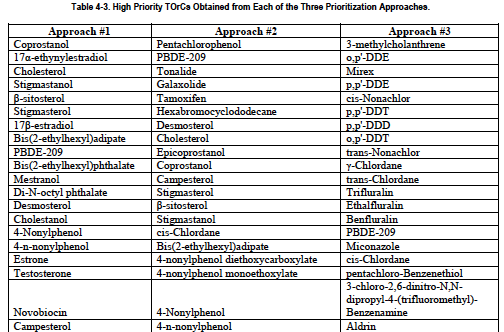 Table 4-3. High Priority TOrCs Obtained from Each of the Three Prioritization Approaches.
Approach #1 Approach #2 Approach #3
Coprostanol Pentachlorophenol 3-methylcholanthrene
17α-ethynylestradiol PBDE-209 o,p'-DDE
Cholesterol Tonalide Mirex
Stigmastanol Galaxolide p,p'-DDE
β-sitosterol Tamoxifen cis-Nonachlor
Stigmasterol Hexabromocyclododecane p,p'-DDT
17β-estradiol Desmosterol p,p'-DDD
Bis(2-ethylhexyl)adipate Cholesterol o,p'-DDT
PBDE-209 Epicoprostanol trans-Nonachlor
Bis(2-ethylhexyl)phthalate Coprostanol γ-Chlordane
Mestranol Campesterol trans-Chlordane
Di-N-octyl phthalate Stigmasterol Trifluralin
Desmosterol β-sitosterol Ethalfluralin
Cholestanol Stigmastanol Benfluralin
4-Nonylphenol cis-Chlordane PBDE-209
4-n-nonylphenol Bis(2-ethylhexyl)adipate Miconazole
Estrone 4-nonylphenol diethoxycarboxylate cis-Chlordane
Testosterone 4-nonylphenol monoethoxylate pentachloro-Benzenethiol
3-chloro-2,6-dinitro-N,N-
dipropyl-4-(trifluoromethyl)-
Novobiocin 4-Nonylphenol Benzenamine
Campesterol 4-n-nonylphenol Aldrin